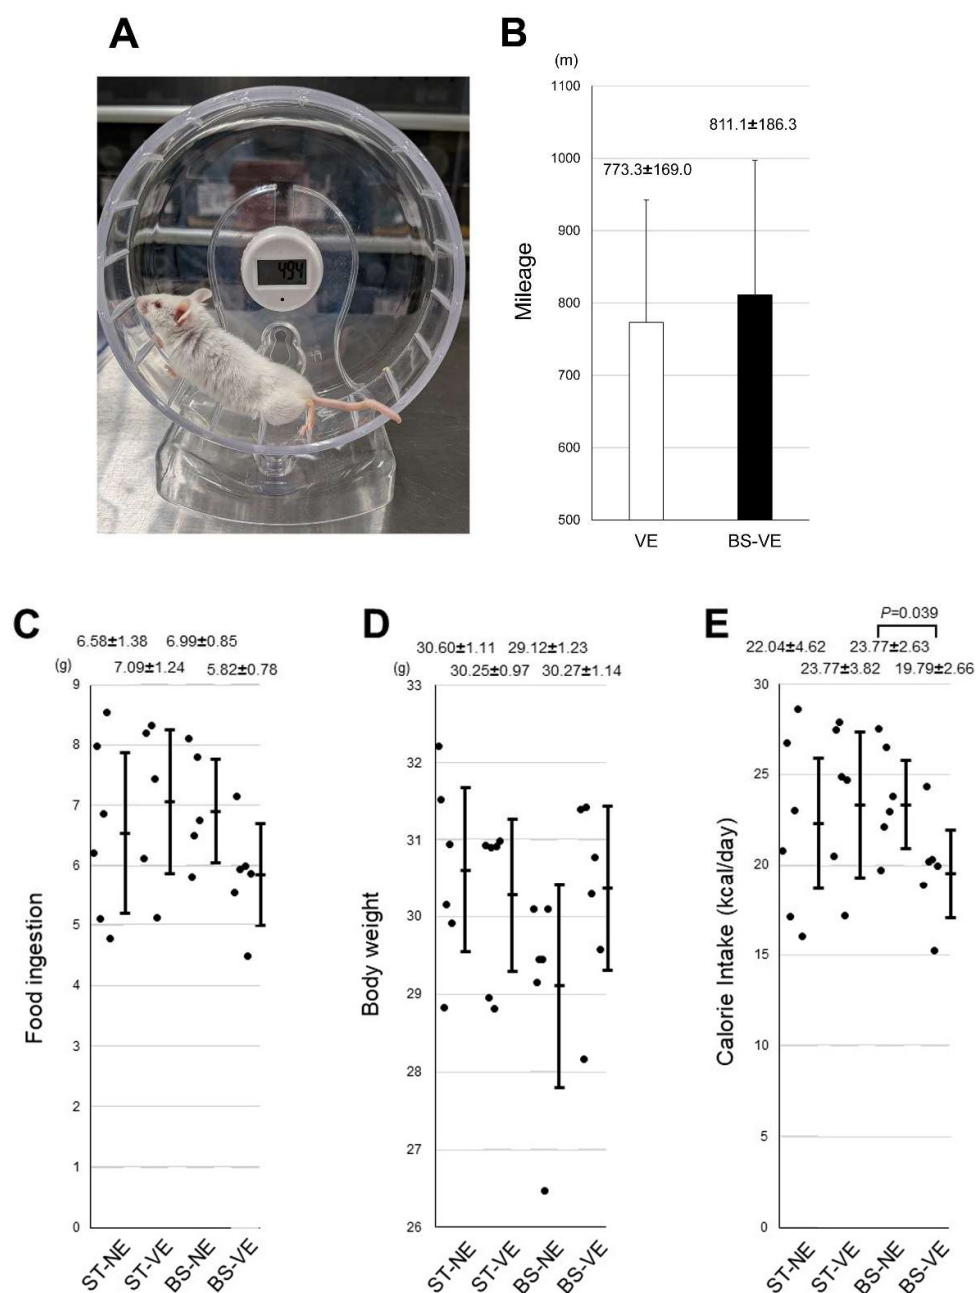 A
494
B
(m)
1100
1000
900
800
700
600
500
811.1±186.3
773.3±169.0
Mileage
VE BS-VE
C
6.58±1.38 6.99±0.85
(g) 7.09±1.24 5.82±0.78
9
8
7
6
5
4
3
2
1
0
Food ingestion
ST-NE ST-VE BS-NE BS-VE
D
30.60±1.11 29.12±1.23
(g) 30.25±0.97 30.27±1.14
33
32
31
30
29
28
27
26
Body weight
ST-NE ST-VE BS-NE BS-VE
E
P=0.039
22.04±4.62 23.77±2.63
23.77±3.82 19.79±2.66
30
25
20
15
10
5
0
Calorie Intake (kcal/day)
ST-NE ST-VE BS-NE BS-VE